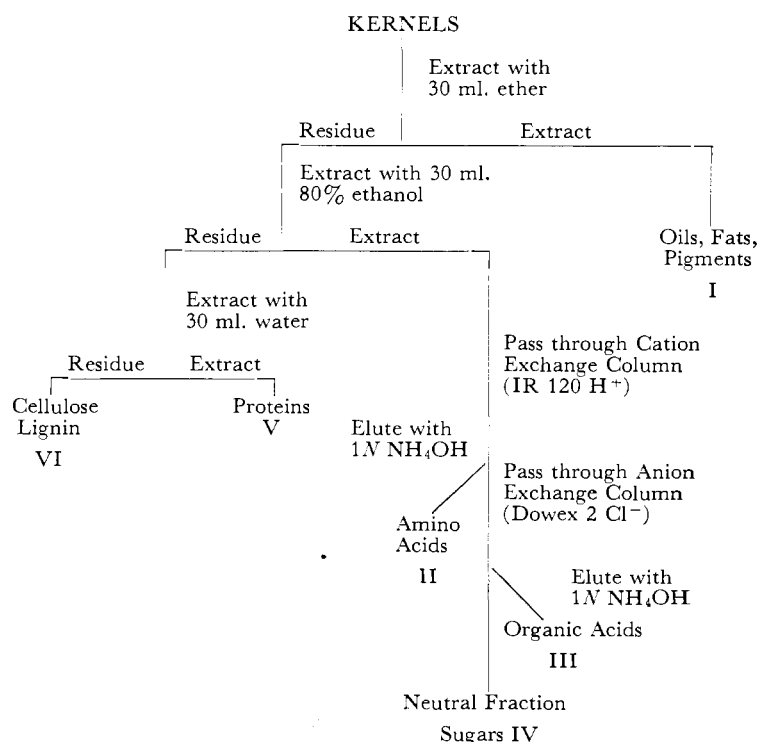 KERNELS
Extract with
30 ml. ether
Residue Extract
Extract with 30 ml.
80% ethanol
Residue Extract
Oils, Fats,
Pigments
I
Extract with
30 ml. water
Residue Extract
Cellulose
Lignin
VI
Proteins
V
Pass through Cation
Exchange Column
(IR 120 H⁺)
Elute with
1N NH₄OH
Amino
Acids
II
Pass through Anion
Exchange Column
(Dowex 2 Cl⁻)
Elute with
1N NH₄OH
Organic Acids
III
Neutral Fraction
Sugars IV